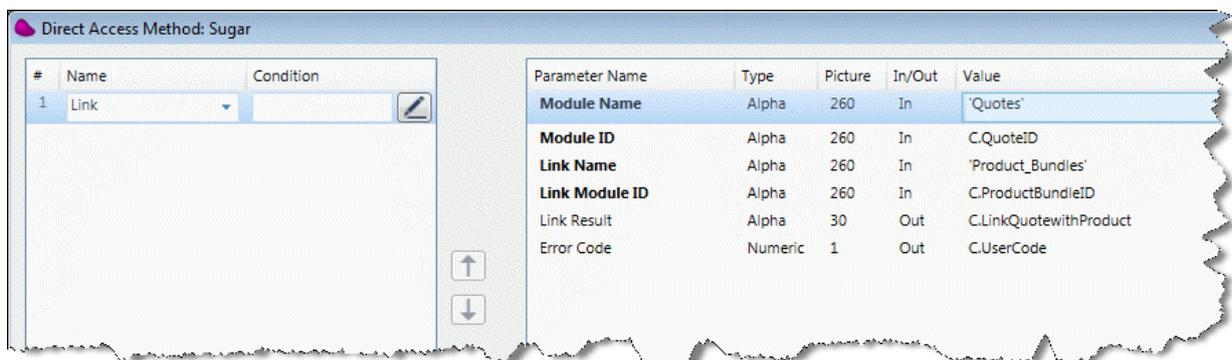 Direct Access Method: Sugar
# Name Condition
1 Link
Parameter Name Type Picture In/Out Value
Module Name Alpha 260 In 'Quotes'
Module ID Alpha 260 In C.QuoteID
Link Name Alpha 260 In 'Product_Bundles'
Link Module ID Alpha 260 In C.ProductBundleID
Link Result Alpha 30 Out C.LinkQuotewithProduct
Error Code Numeric 1 Out C.UserCode